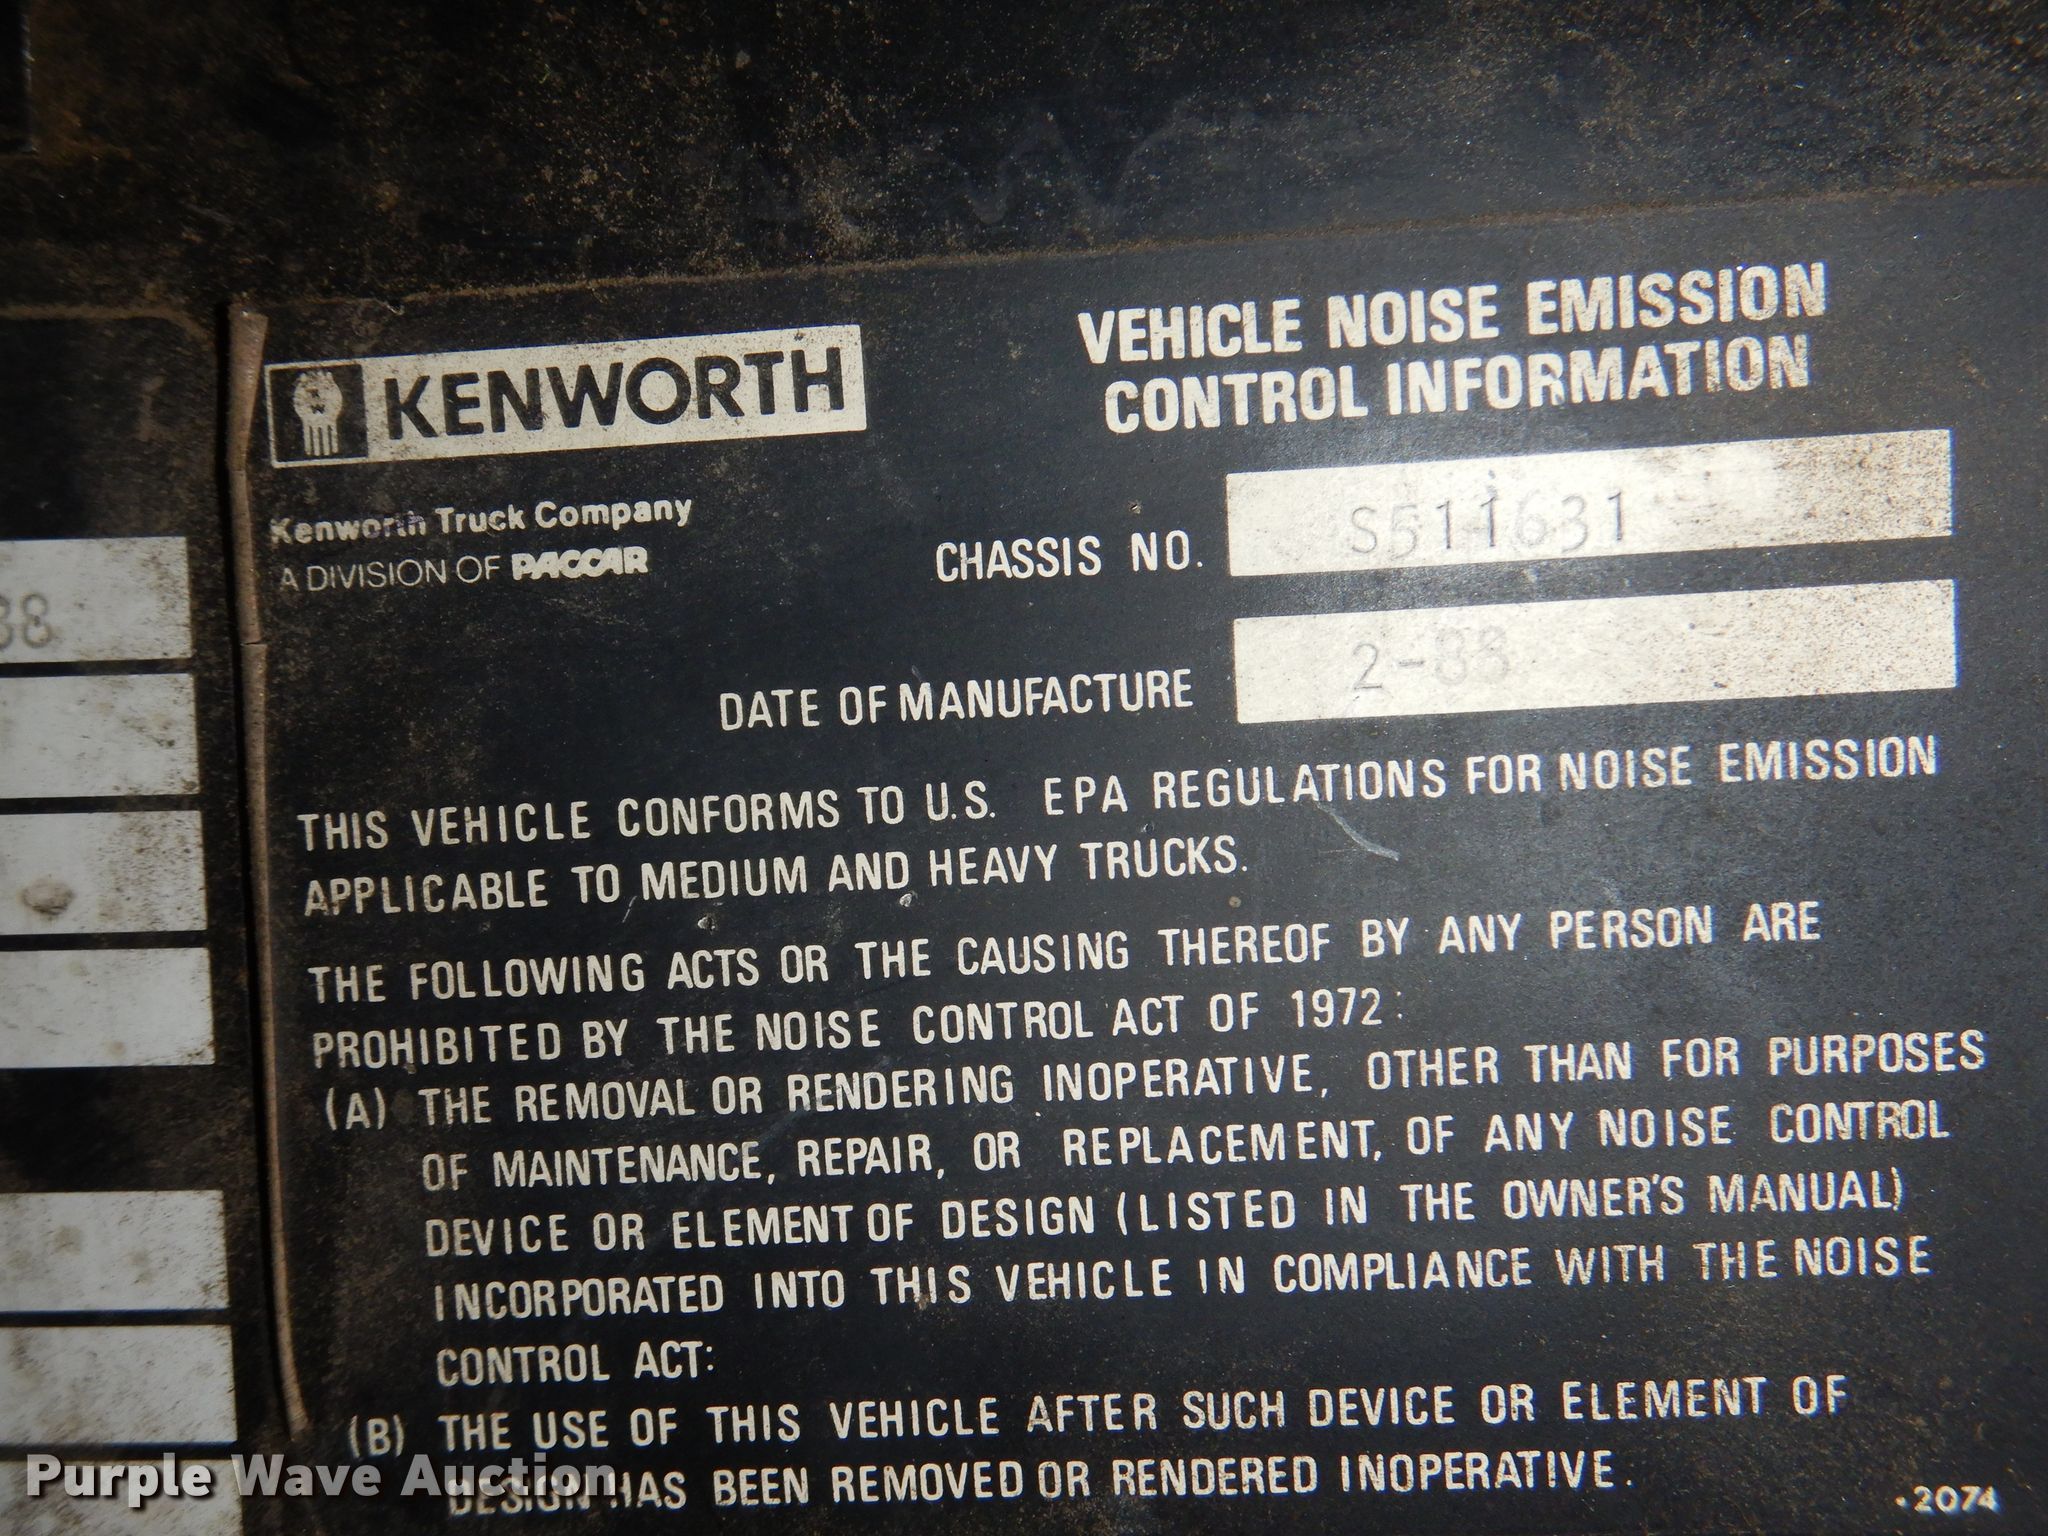 KENWORTH
Kenworth Truck Company
A DIVISION OF PACCAR
VEHICLE NOISE EMISSION
CONTROL INFORMATION
CHASSIS NO. S511631
DATE OF MANUFACTURE 2-88
88
THIS VEHICLE CONFORMS TO U.S. EPA REGULATIONS FOR NOISE EMISSION
APPLICABLE TO MEDIUM AND HEAVY TRUCKS.
THE FOLLOWING ACTS OR THE CAUSING THEREOF BY ANY PERSON ARE
PROHIBITED BY THE NOISE CONTROL ACT OF 1972:
(A) THE REMOVAL OR RENDERING INOPERATIVE, OTHER THAN FOR PURPOSES
OF MAINTENANCE, REPAIR, OR REPLACEMENT, OF ANY NOISE CONTROL
DEVICE OR ELEMENT OF DESIGN (LISTED IN THE OWNER'S MANUAL)
INCORPORATED INTO THIS VEHICLE IN COMPLIANCE WITH THE NOISE
CONTROL ACT:
(B) THE USE OF THIS VEHICLE AFTER SUCH DEVICE OR ELEMENT OF
DESIGN HAS BEEN REMOVED OR RENDERED INOPERATIVE.
2074
Purple Wave Auction